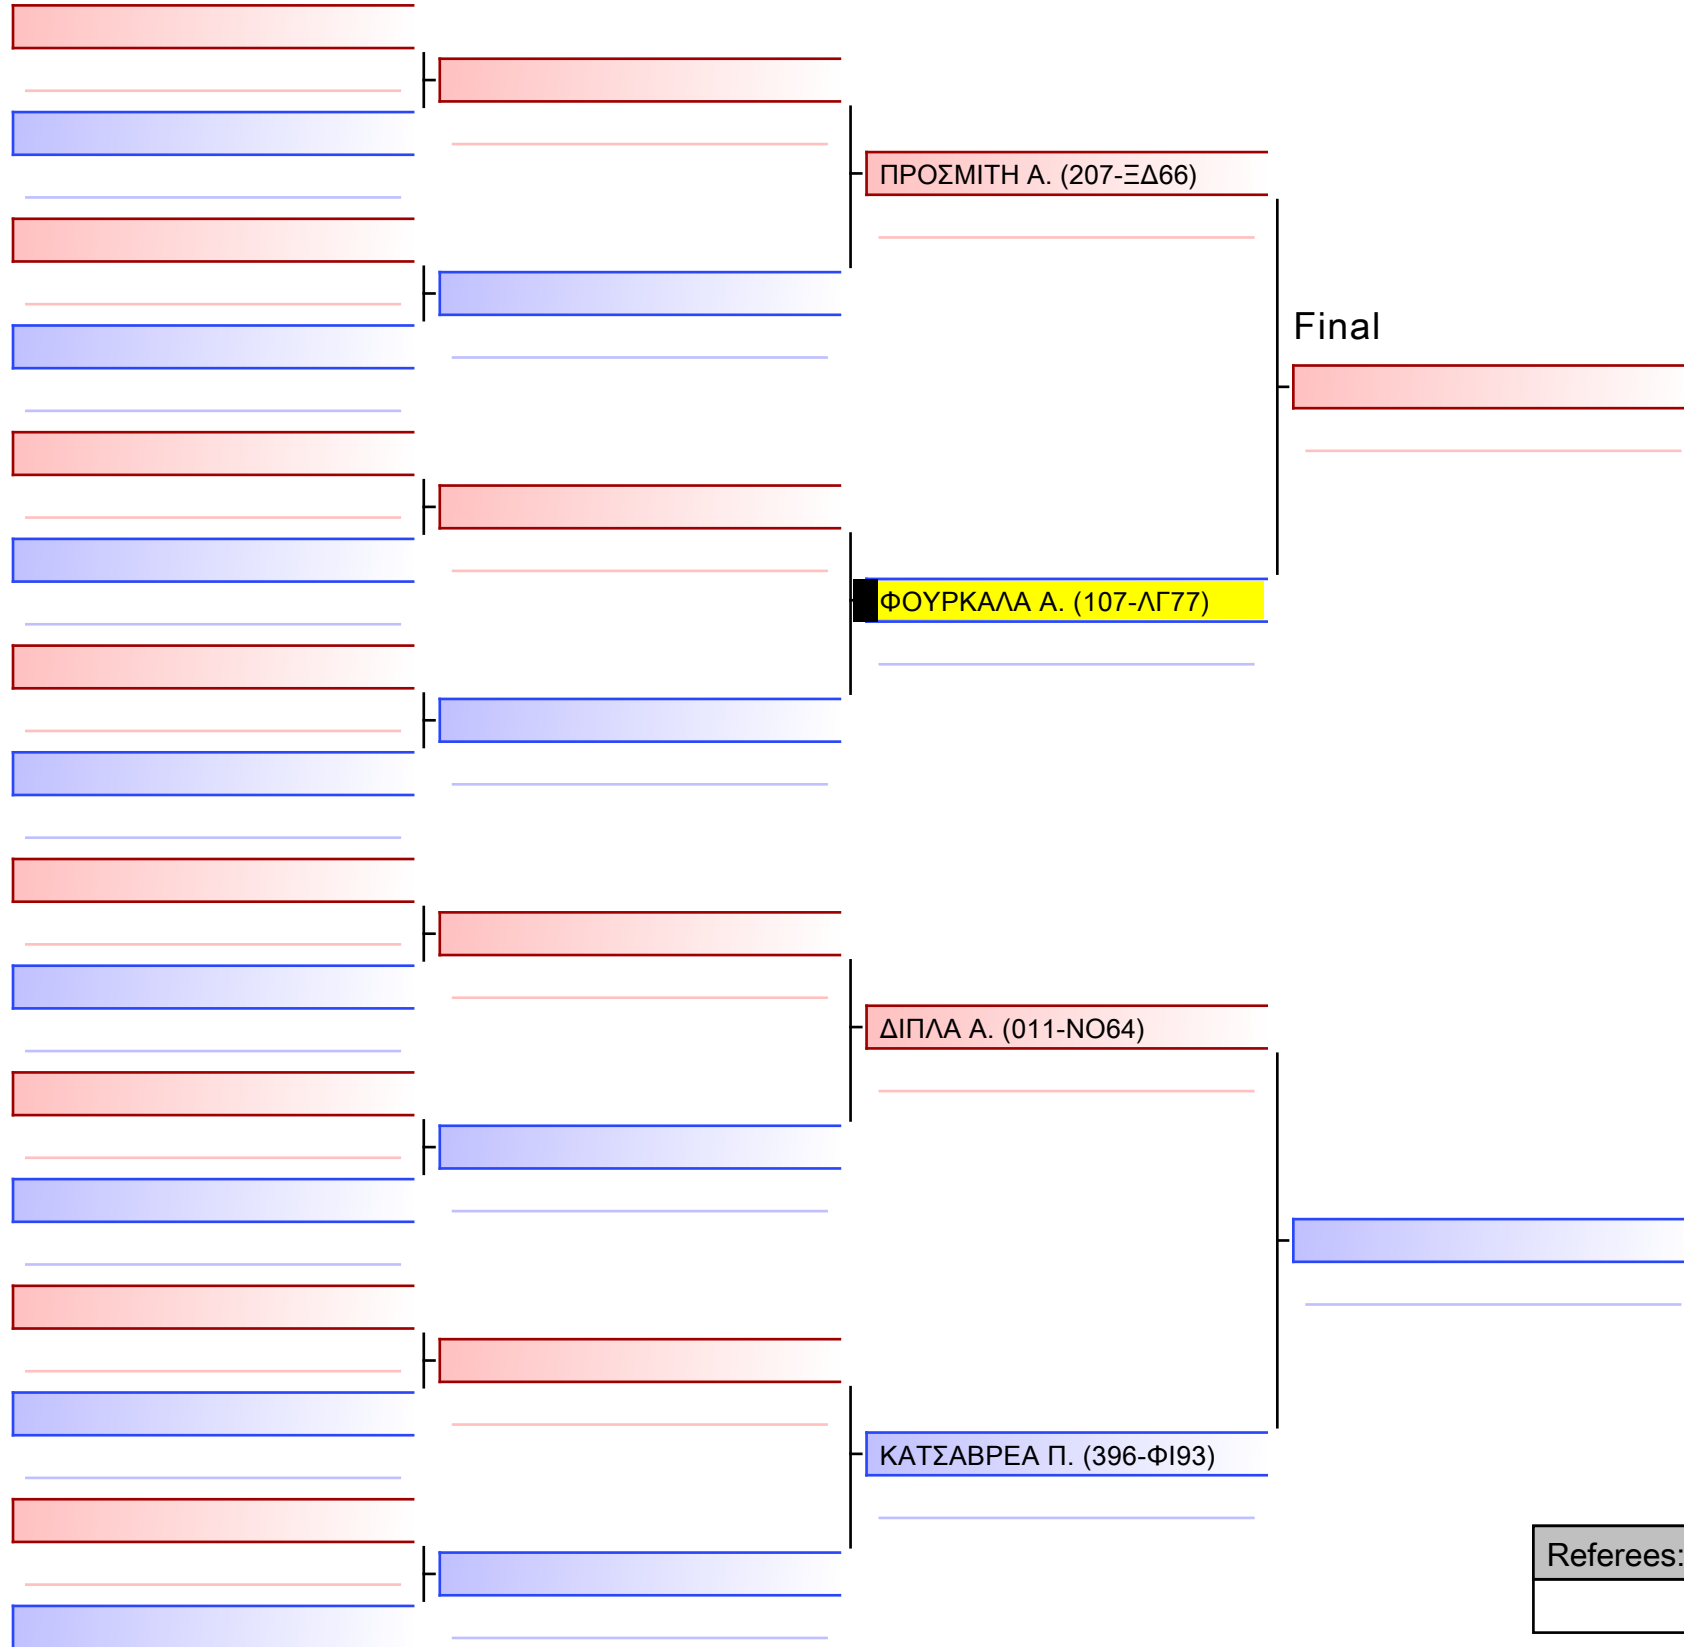 ΠΡΟΣΜΙΤΗ Α. (207-ΞΔ66)
Final
ΦΟΥΡΚΑΛΑ Α. (107-ΛΓ77)
ΔΙΠΛΑ Α. (011-ΝΟ64)
ΚΑΤΣΑΒΡΕΑ Π. (396-ΦΙ93)
Referees: